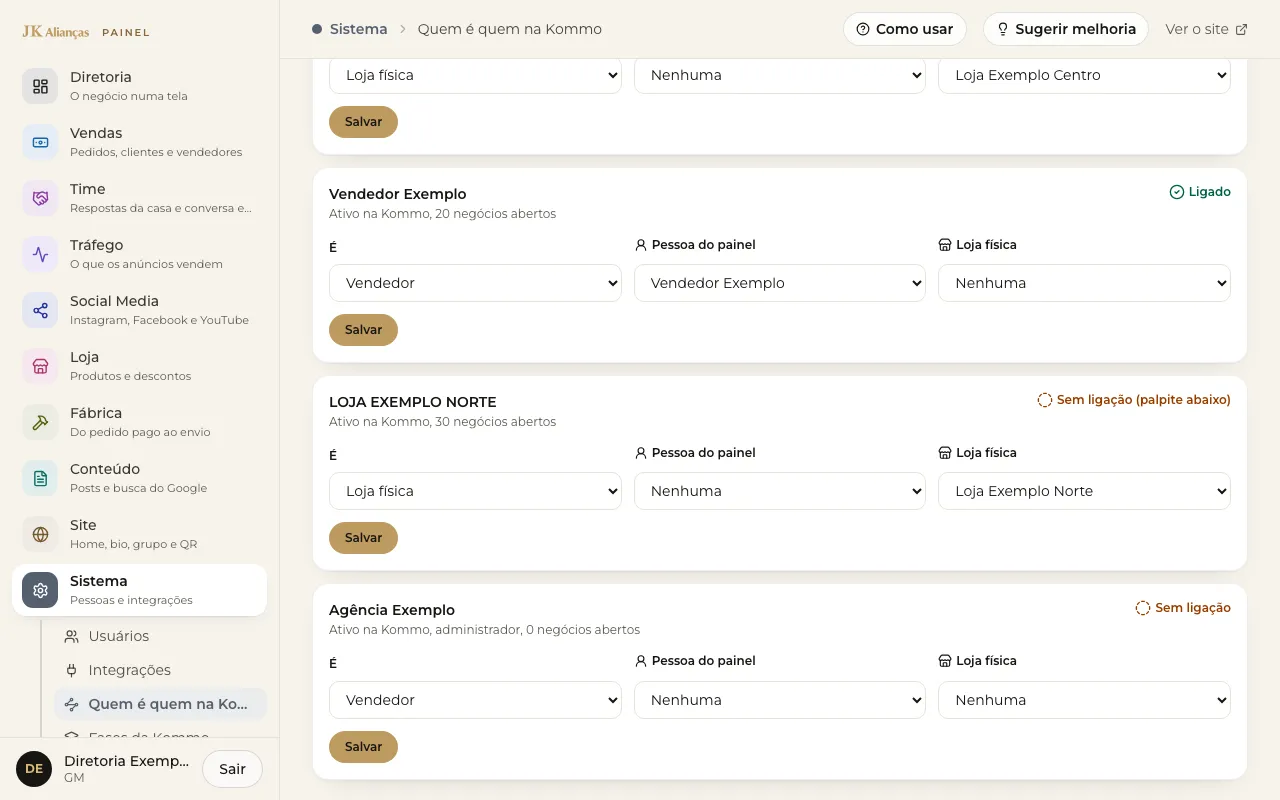 JK Alianças PAINEL
Diretoria
O negócio numa tela
Vendas
Pedidos, clientes e vendedores
Time
Respostas da casa e conversa e...
Tráfego
O que os anúncios vendem
Social Media
Instagram, Facebook e YouTube
Loja
Produtos e descontos
Fábrica
Do pedido pago ao envio
Conteúdo
Posts e busca do Google
Site
Home, bio, grupo e QR
Sistema
Pessoas e integrações
Usuários
Integrações
Quem é quem na Ko...
Fases da Kommo
DE
Diretoria Exemp...
GM
Sair
Sistema > Quem é quem na Kommo
Como usar
Sugerir melhoria
Ver o site
Loja física
Nenhuma
Loja Exemplo Centro
Salvar
Vendedor Exemplo
Ligado
Ativo na Kommo, 20 negócios abertos
É
Pessoa do painel
Loja física
Vendedor
Vendedor Exemplo
Nenhuma
Salvar
LOJA EXEMPLO NORTE
Sem ligação (palpite abaixo)
Ativo na Kommo, 30 negócios abertos
É
Pessoa do painel
Loja física
Loja física
Nenhuma
Loja Exemplo Norte
Salvar
Agência Exemplo
Sem ligação
Ativo na Kommo, administrador, 0 negócios abertos
É
Pessoa do painel
Loja física
Vendedor
Nenhuma
Nenhuma
Salvar